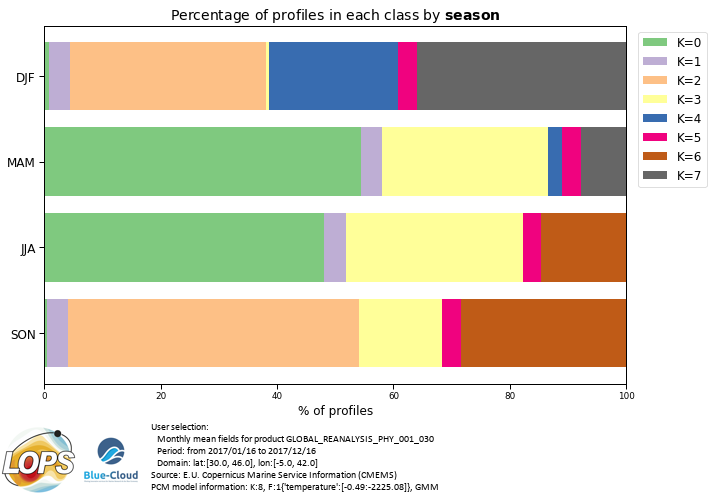 Percentage of profiles in each class by season
DJF
MAM
JJA
SON
0
20
40
60
80
100
% of profiles
K=0
K=1
K=2
K=3
K=4
K=5
K=6
K=7
LOPS
Blue-Cloud
User selection:
Monthly mean fields for product GLOBAL_REANALYSIS_PHY_001_030
Period: from 2017/01/16 to 2017/12/16
Domain: lat:[30.0, 46.0], lon:[-5.0, 42.0]
Source: E.U. Copernicus Marine Service Information (CMEMS)
PCM model information: K:8, F:1{'temperature':[-0.49:-2225.08]}, GMM